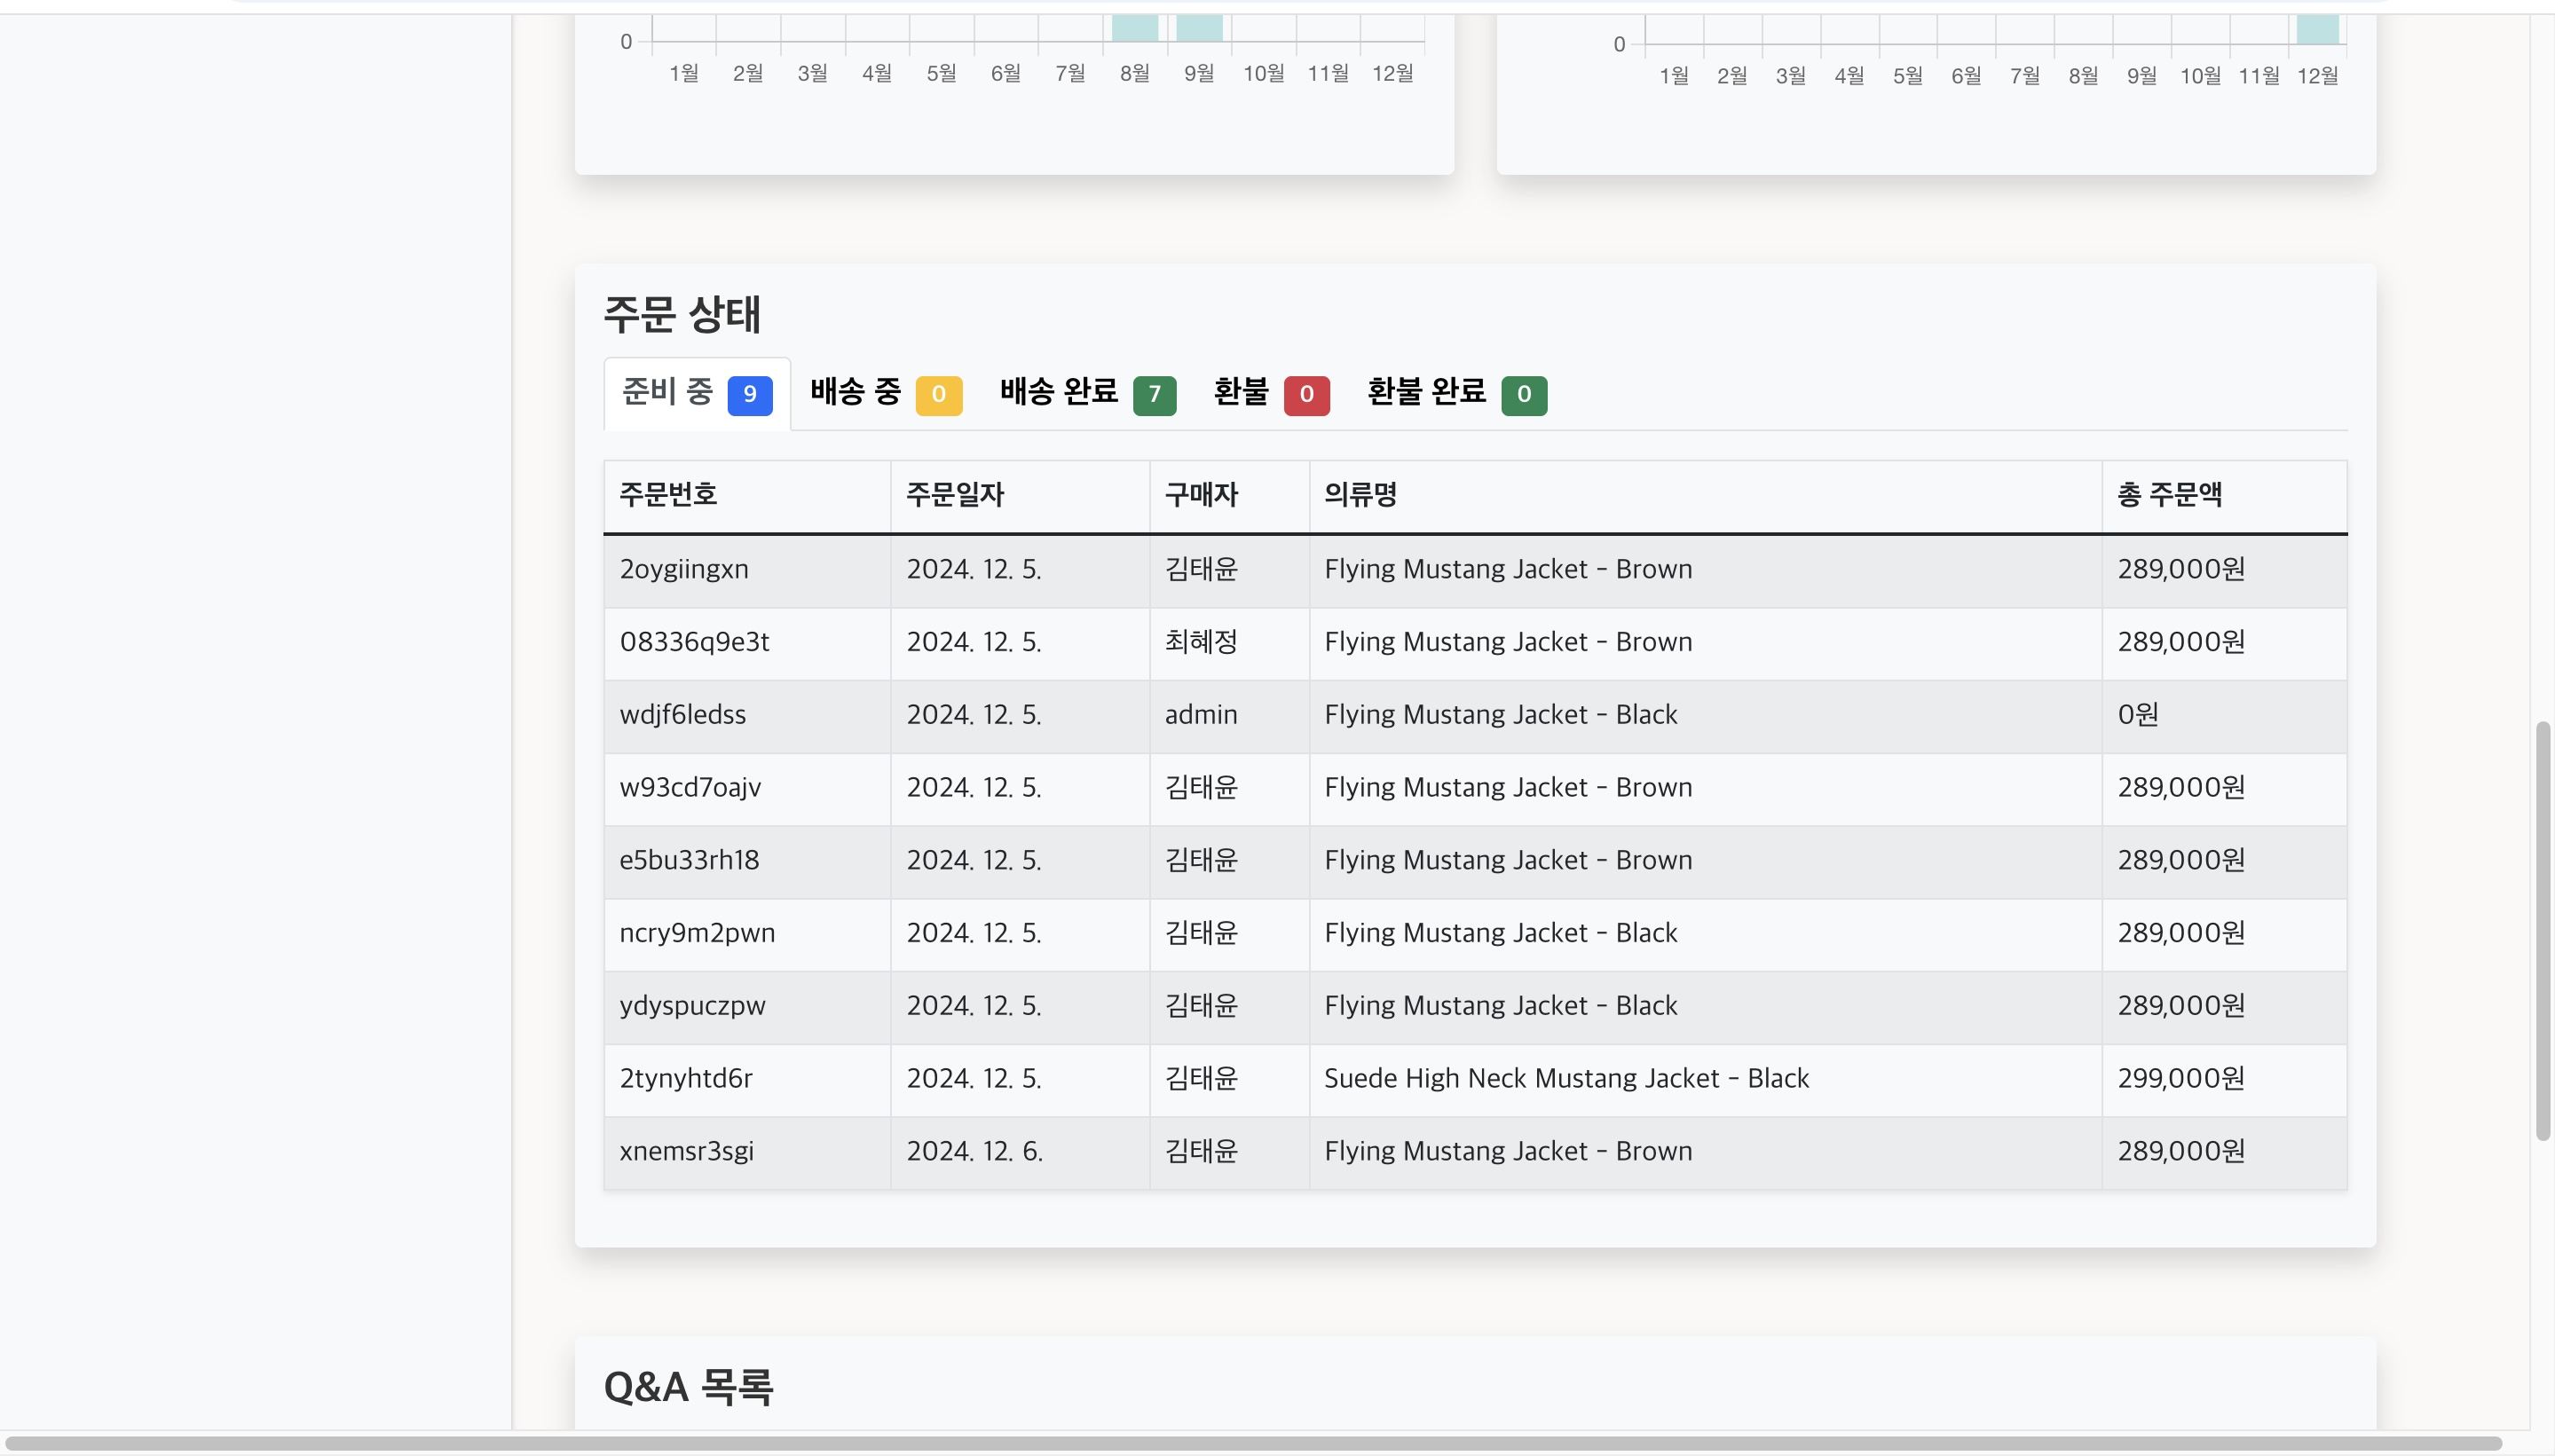 0
1월 2월 3월 4월 5월 6월 7월 8월 9월 10월 11월 12월
0
1월 2월 3월 4월 5월 6월 7월 8월 9월 10월 11월 12월
주문 상태
준비 중 9 배송 중 0 배송 완료 7 환불 0 환불 완료 0
주문번호 주문일자 구매자 의류명 총 주문액
2oygiingxn 2024. 12. 5. 김태윤 Flying Mustang Jacket - Brown 289,000원
08336q9e3t 2024. 12. 5. 최혜정 Flying Mustang Jacket - Brown 289,000원
wdjf6ledss 2024. 12. 5. admin Flying Mustang Jacket - Black 0원
w93cd7oajv 2024. 12. 5. 김태윤 Flying Mustang Jacket - Brown 289,000원
e5bu33rh18 2024. 12. 5. 김태윤 Flying Mustang Jacket - Brown 289,000원
ncry9m2pwn 2024. 12. 5. 김태윤 Flying Mustang Jacket - Black 289,000원
ydyspuczpw 2024. 12. 5. 김태윤 Flying Mustang Jacket - Black 289,000원
2tynyhtd6r 2024. 12. 5. 김태윤 Suede High Neck Mustang Jacket - Black 299,000원
xnemsr3sgi 2024. 12. 6. 김태윤 Flying Mustang Jacket - Brown 289,000원
Q&A 목록